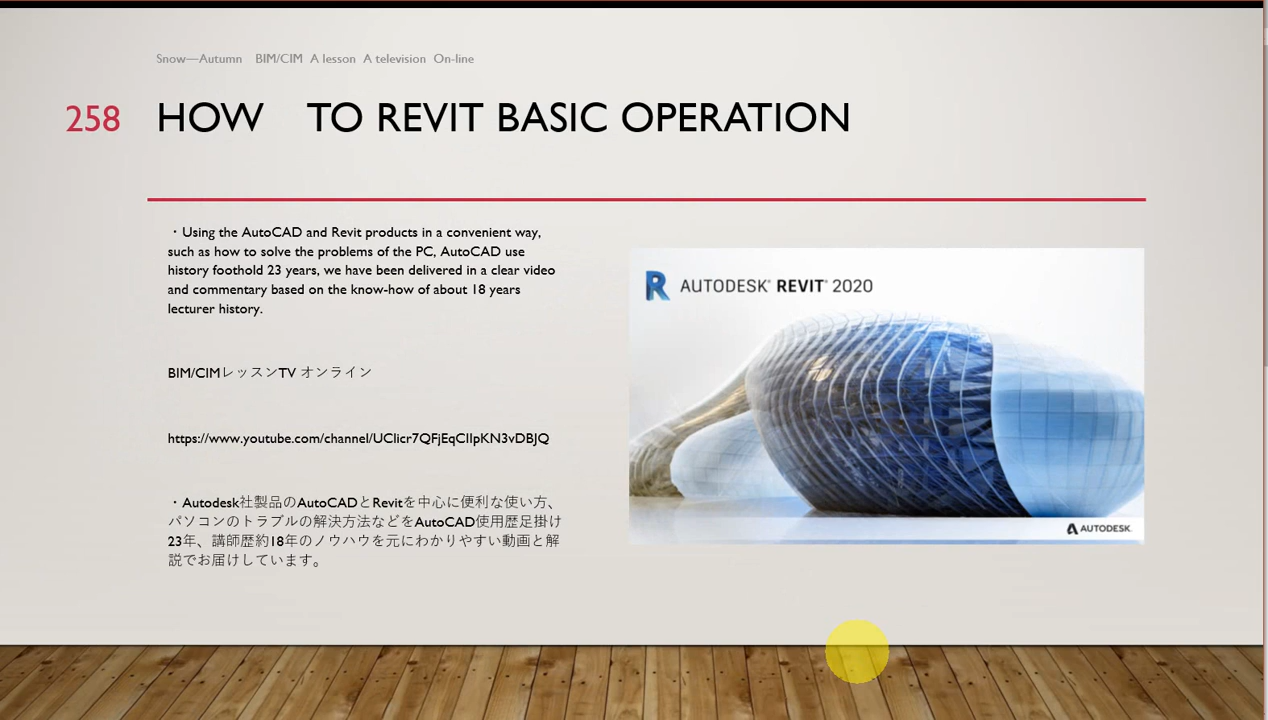 Snow—Autumn　BIM/CIM A lesson A television On-line
258
HOW　TO REVIT BASIC OPERATION
・Using the AutoCAD and Revit products in a convenient way,
such as how to solve the problems of the PC, AutoCAD use
history foothold 23 years, we have been delivered in a clear video
and commentary based on the know-how of about 18 years
lecturer history.
BIM/CIMレッスンTV オンライン
https://www.youtube.com/channel/UClicr7QFjEqCIlpKN3vDBJQ
・Autodesk社製品のAutoCADとRevitを中心に便利な使い方、
パソコンのトラブルの解決方法などをAutoCAD使用歴足掛け
23年、講師歴約18年のノウハウを元にわかりやすい動画と解
説でお届けしています。
R AUTODESK® REVIT® 2020
AUTODESK.